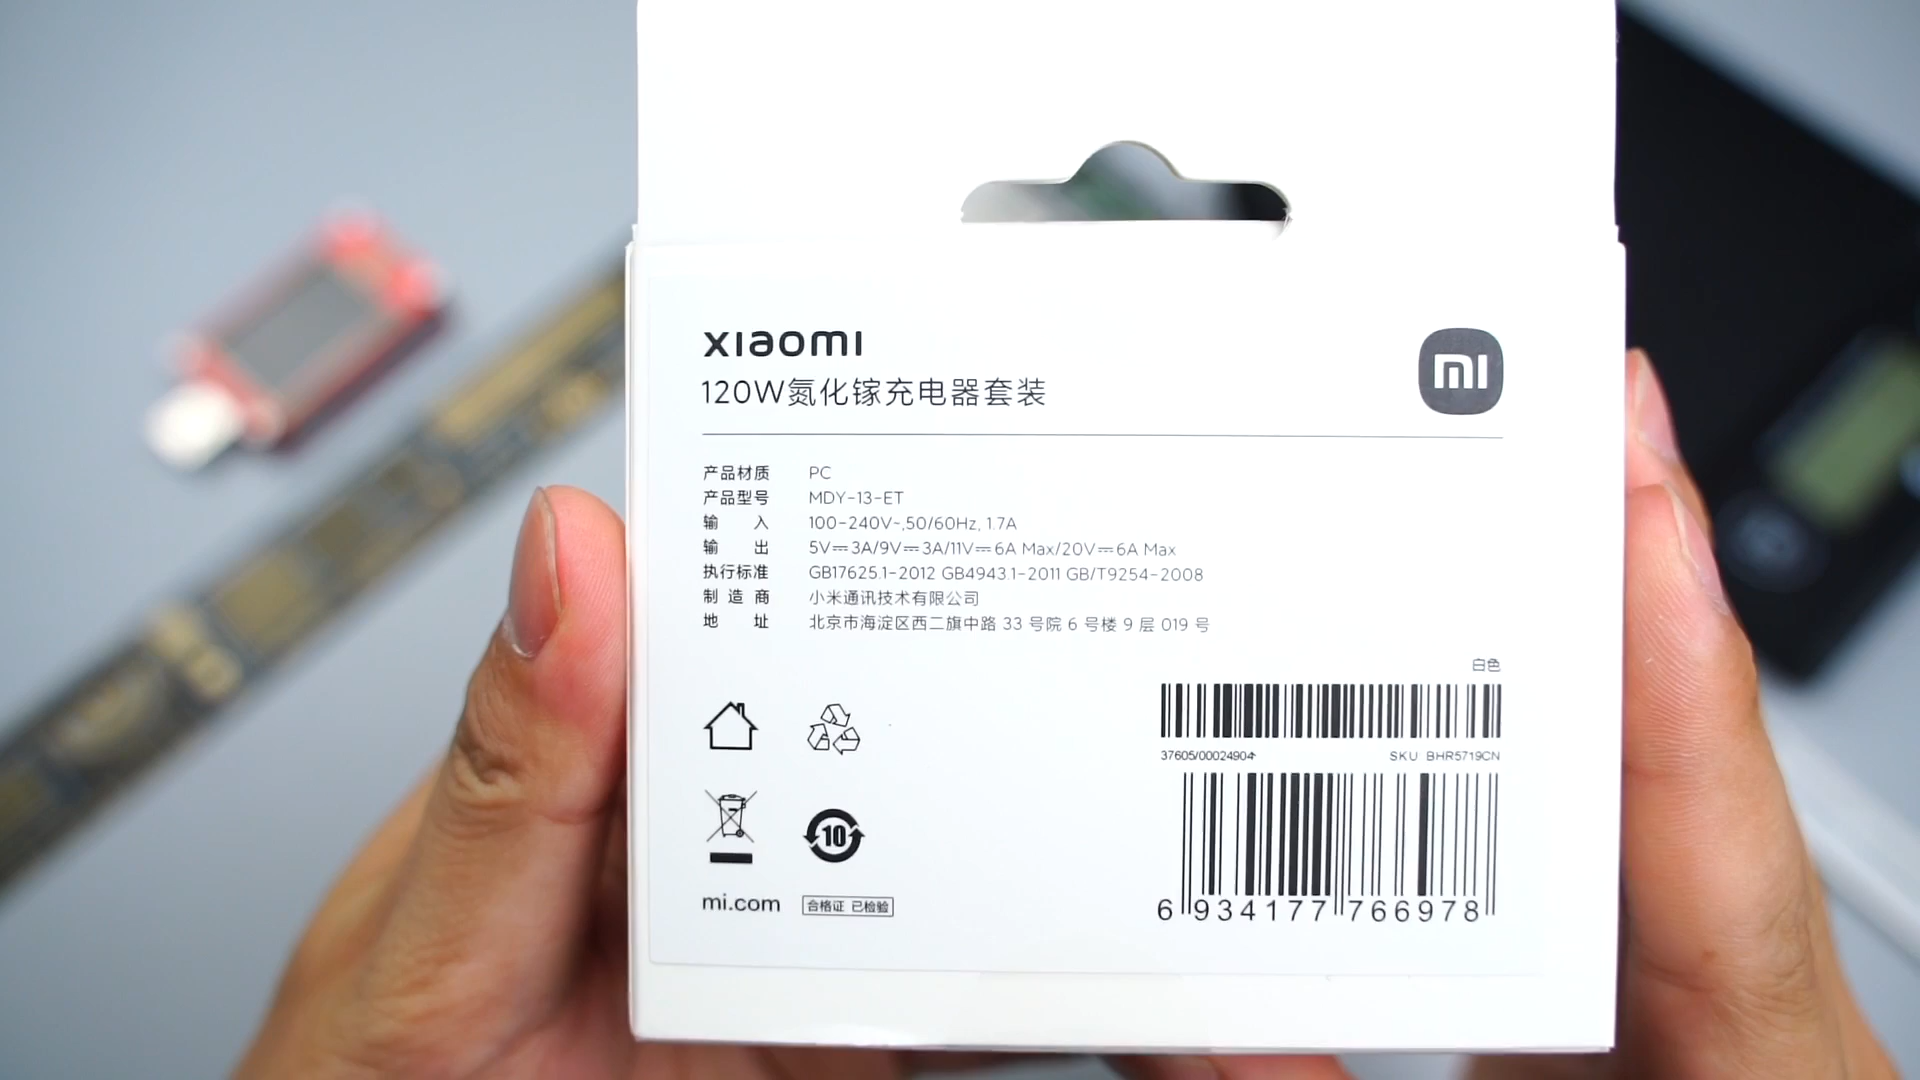 xiaomi
mi
120W氮化镓充电器套装
产品材质 PC
产品型号 MDY-13-ET
输入 100-240V~,50/60Hz, 1.7A
输出 5V⎓3A/9V⎓3A/11V⎓6A Max/20V⎓6A Max
执行标准 GB17625.1-2012 GB4943.1-2011 GB/T9254-2008
制造商 小米通讯技术有限公司
地址 北京市海淀区西二旗中路 33 号院 6 号楼 9 层 019 号
白色
37605/00024904 SKU BHR5719CN
10
mi.com 合格证 已检验
6 934177 766978